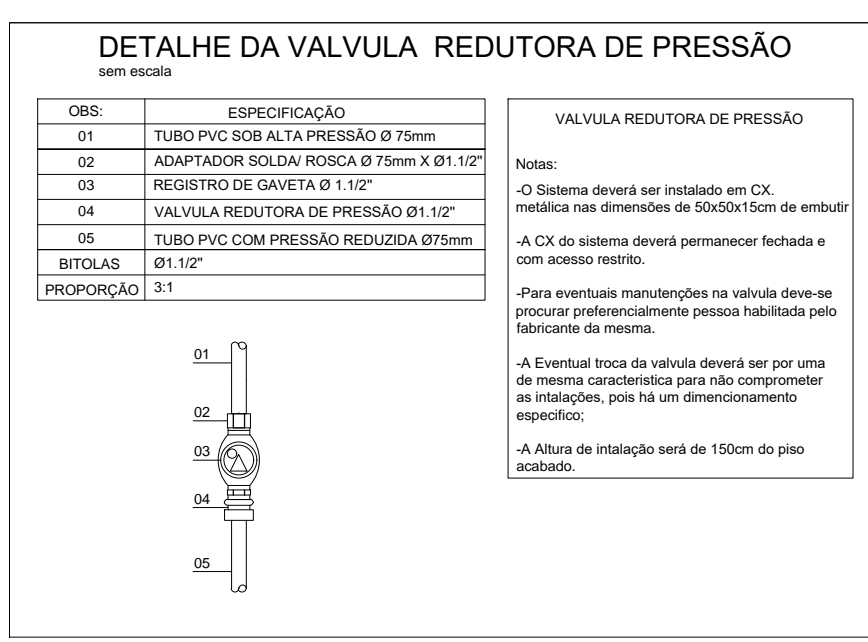 DETALHE DA VALVULA REDUTORA DE PRESSÃO
sem escala
OBS: ESPECIFICAÇÃO
01 TUBO PVC SOB ALTA PRESSÃO Ø 75mm
02 ADAPTADOR SOLDA/ ROSCA Ø 75mm X Ø1.1/2"
03 REGISTRO DE GAVETA Ø 1.1/2"
04 VALVULA REDUTORA DE PRESSÃO Ø1.1/2"
05 TUBO PVC COM PRESSÃO REDUZIDA Ø75mm
BITOLAS Ø1.1/2"
PROPORÇÃO 3:1
VALVULA REDUTORA DE PRESSÃO
Notas:
-O Sistema deverá ser instalado em CX.
metálica nas dimensões de 50x50x15cm de embutir
-A CX do sistema deverá permanecer fechada e
com acesso restrito.
-Para eventuais manutenções na valvula deve-se
procurar preferencialmente pessoa habilitada pelo
fabricante da mesma.
-A Eventual troca da valvula deverá ser por uma
de mesma caracteristica para não comprometer
as intalações, pois há um dimencionamento
especifico;
-A Altura de intalação será de 150cm do piso
acabado.
01
02
03
04
05